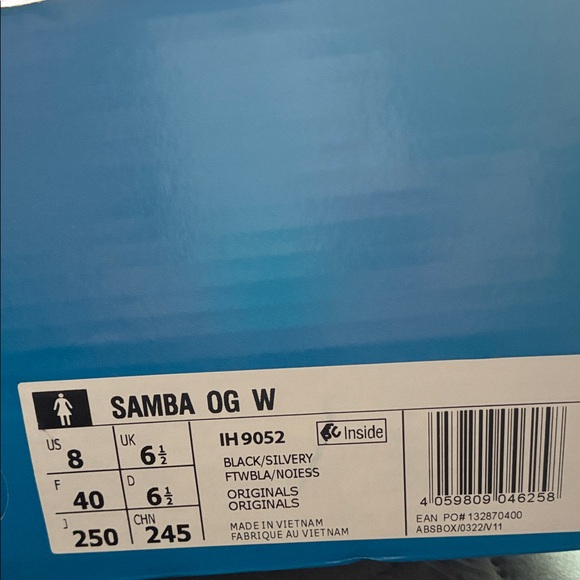 SAMBA OG W
US 8 UK 6½
F 40 D 6½
J 250 CHN 245
IH9052
Inside
BLACK/SILVERY
FTWBLA/NOIESS
ORIGINALS
ORIGINALS
MADE IN VIETNAM
FABRIQUE AU VIETNAM
4 059809 046258
EAN PO# 132870400
ABSBOX/0322/V11